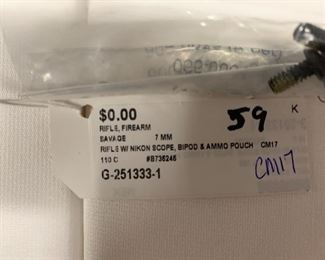 $0.00 59 K
RIFLE, FIREARM
SAVAGE 7 MM
RIFLE W/ NIKON SCOPE, BIPOD & AMMO POUCH CM17
110 C #B735245
G-251333-1 CM17